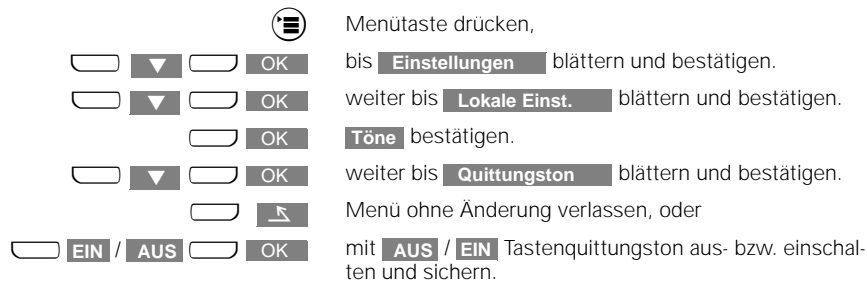 Menütaste drücken,
OK bis Einstellungen blättern und bestätigen.
OK weiter bis Lokale Einst. blättern und bestätigen.
OK Töne bestätigen.
OK weiter bis Quittungston blättern und bestätigen.
Menü ohne Änderung verlassen, oder
EIN / AUS OK mit AUS / EIN Tastenquittungston aus- bzw. einschal-
ten und sichern.